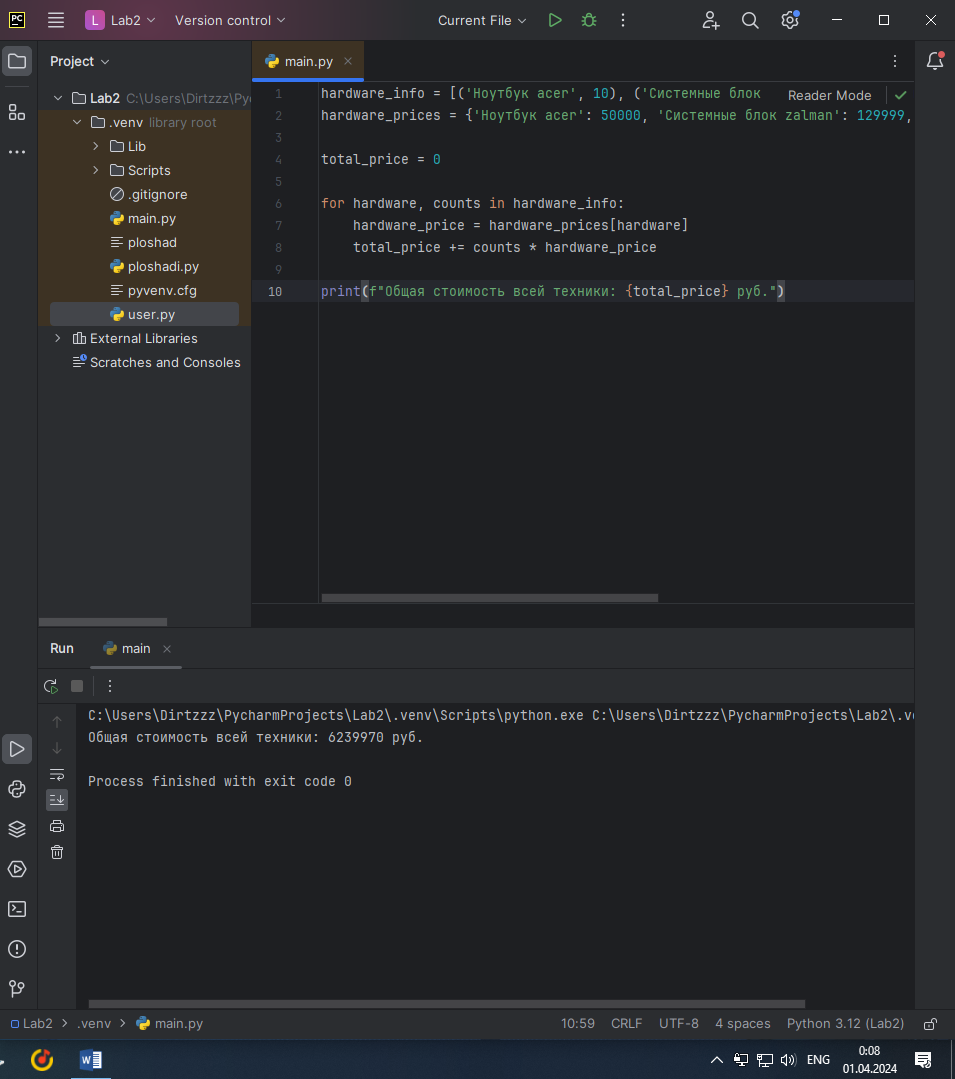 PC
L Lab2 Version control Current File
Project
main.py
Lab2 C:\Users\Dirtzzz\Pyc
.venv library root
Lib
Scripts
.gitignore
main.py
ploshad
ploshadi.py
pyvenv.cfg
user.py
External Libraries
Scratches and Consoles
Reader Mode
1 hardware_info = [('Ноутбук acer', 10), ('Системные блок
2 hardware_prices = {'Ноутбук acer': 50000, 'Системные блок zalman': 129999,
3
4 total_price = 0
5
6 for hardware, counts in hardware_info:
7 hardware_price = hardware_prices[hardware]
8 total_price += counts * hardware_price
9
10 print(f"Общая стоимость всей техники: {total_price} руб.")
Run main
C:\Users\Dirtzzz\PycharmProjects\Lab2\.venv\Scripts\python.exe C:\Users\Dirtzzz\PycharmProjects\Lab2\.ve
Общая стоимость всей техники: 6239970 руб.
Process finished with exit code 0
Lab2 > .venv > main.py 10:59 CRLF UTF-8 4 spaces Python 3.12 (Lab2)
W ENG 0:08
01.04.2024